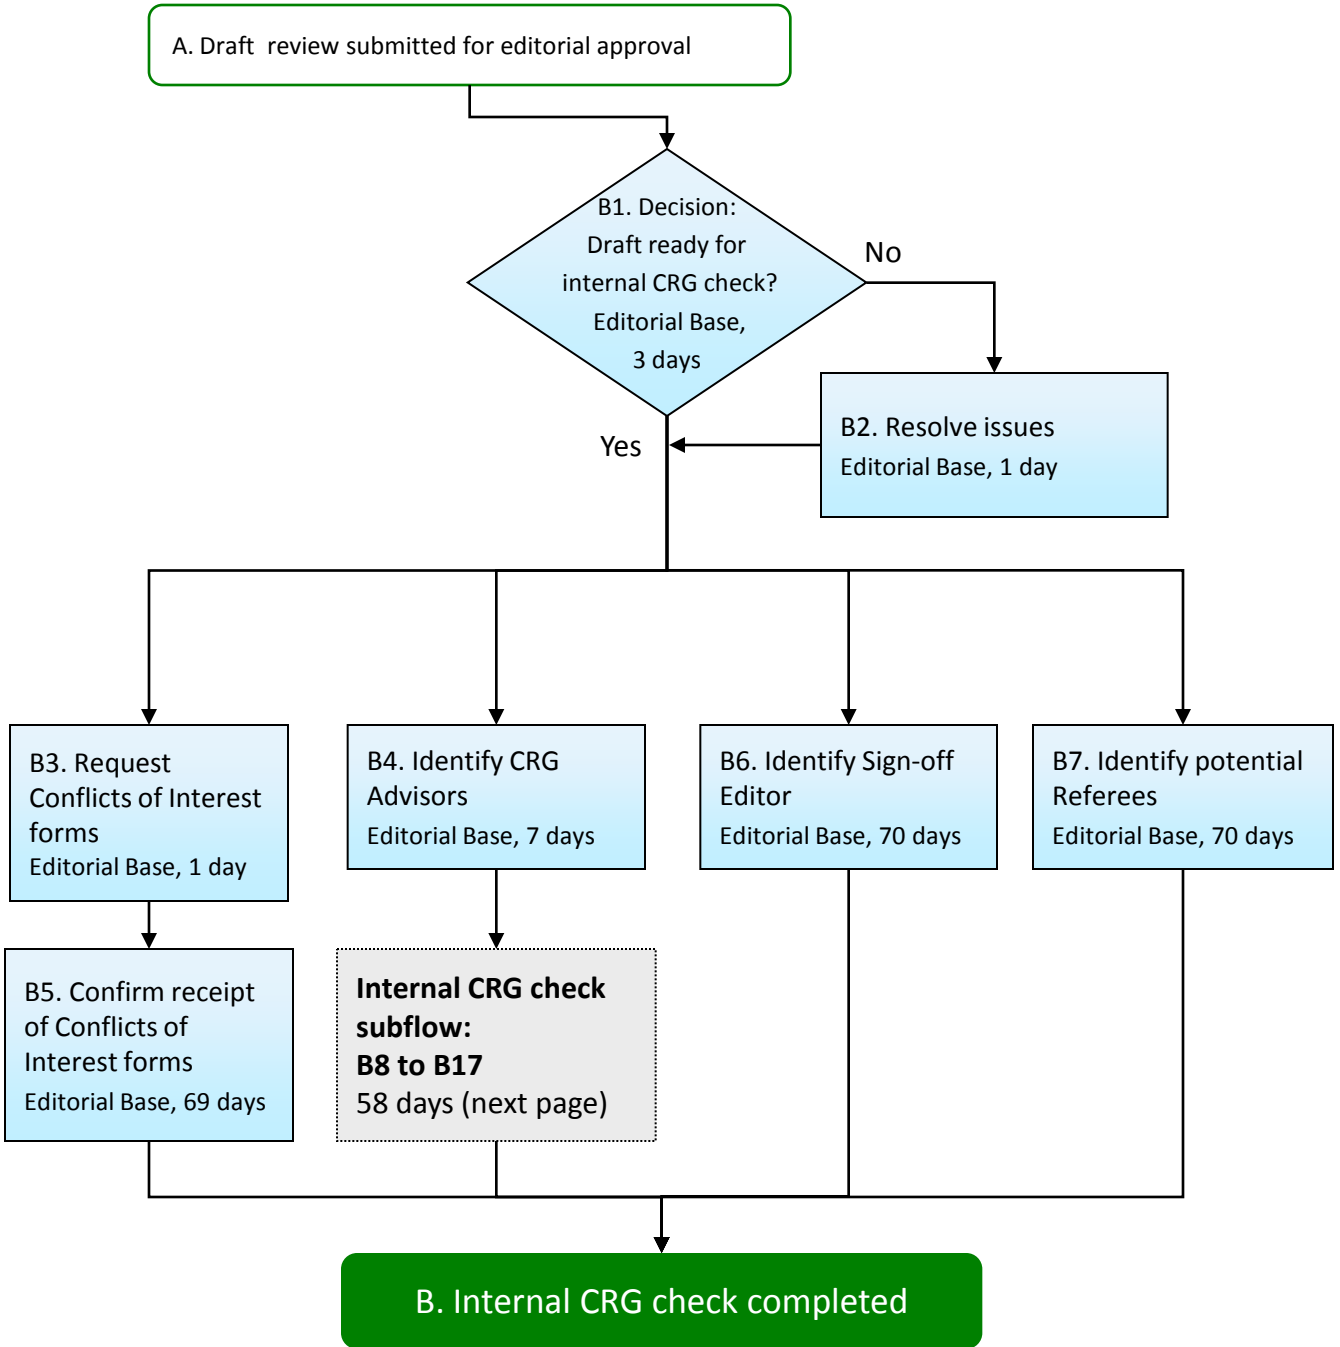 A. Draft review submitted for editorial approval
B1. Decision:
Draft ready for
internal CRG check?
Editorial Base,
3 days
No
B2. Resolve issues
Editorial Base, 1 day
Yes
B3. Request
Conflicts of Interest
forms
Editorial Base, 1 day
B4. Identify CRG
Advisors
Editorial Base, 7 days
B6. Identify Sign-off
Editor
Editorial Base, 70 days
B7. Identify potential
Referees
Editorial Base, 70 days
B5. Confirm receipt
of Conflicts of
Interest forms
Editorial Base, 69 days
Internal CRG check
subflow:
B8 to B17
58 days (next page)
B. Internal CRG check completed